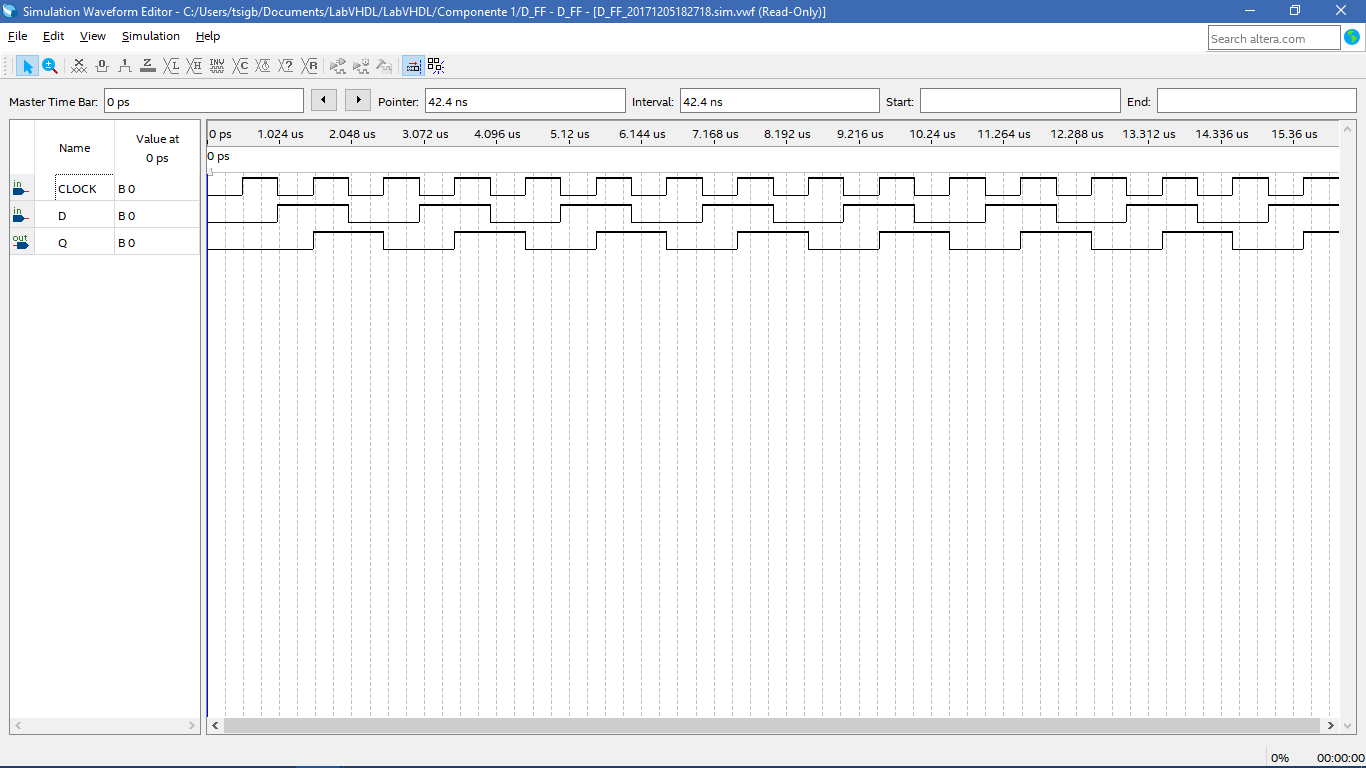 Simulation Waveform Editor - C:/Users/tsigb/Documents/LabVHDL/LabVHDL/Componente 1/D_FF - D_FF - [D_FF_20171205182718.sim.vwf (Read-Only)]
File Edit View Simulation Help
Search altera.com
Master Time Bar: 0 ps Pointer: 42.4 ns Interval: 42.4 ns Start: End:
Name Value at 0 ps
0 ps 1.024 us 2.048 us 3.072 us 4.096 us 5.12 us 6.144 us 7.168 us 8.192 us 9.216 us 10.24 us 11.264 us 12.288 us 13.312 us 14.336 us 15.36 us
0 ps
in CLOCK B 0
in D B 0
out Q B 0
0% 00:00:00